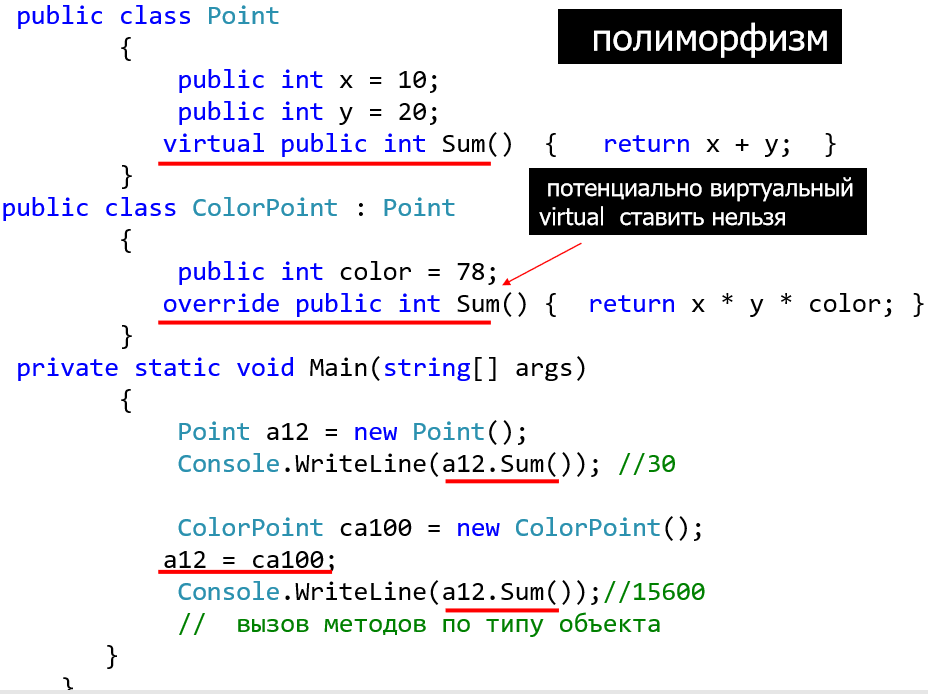 public class Point
полиморфизм
{
public int x = 10;
public int y = 20;
virtual public int Sum() { return x + y; }
}
потенциально виртуальный
virtual ставить нельзя
public class ColorPoint : Point
{
public int color = 78;
override public int Sum() { return x * y * color; }
}
private static void Main(string[] args)
{
Point a12 = new Point();
Console.WriteLine(a12.Sum()); //30
ColorPoint ca100 = new ColorPoint();
a12 = ca100;
Console.WriteLine(a12.Sum());//15600
// вызов методов по типу объекта
}
}